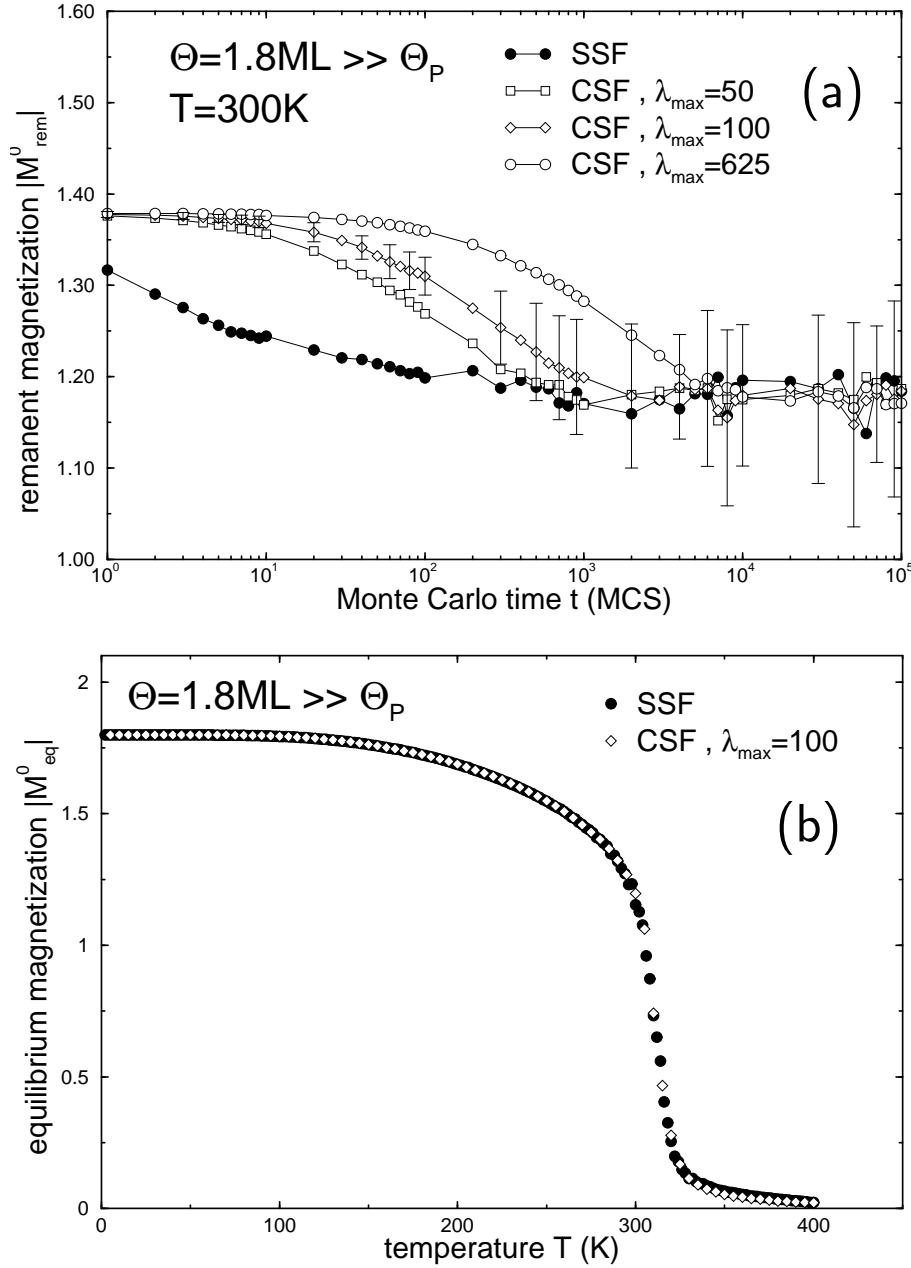 Θ=1.8ML >> Θ_P
T=300K
SSF
CSF , λ_max=50
CSF , λ_max=100
CSF , λ_max=625
(a)
remanent magnetization |M^0_rem|
1.60
1.50
1.40
1.30
1.20
1.10
1.00
10^0
10^1
10^2
10^3
10^4
10^5
Monte Carlo time t (MCS)
Θ=1.8ML >> Θ_P
SSF
CSF , λ_max=100
(b)
equilibrium magnetization |M^0_eq|
2
1.5
1
0.5
0
0
100
200
300
400
temperature T (K)